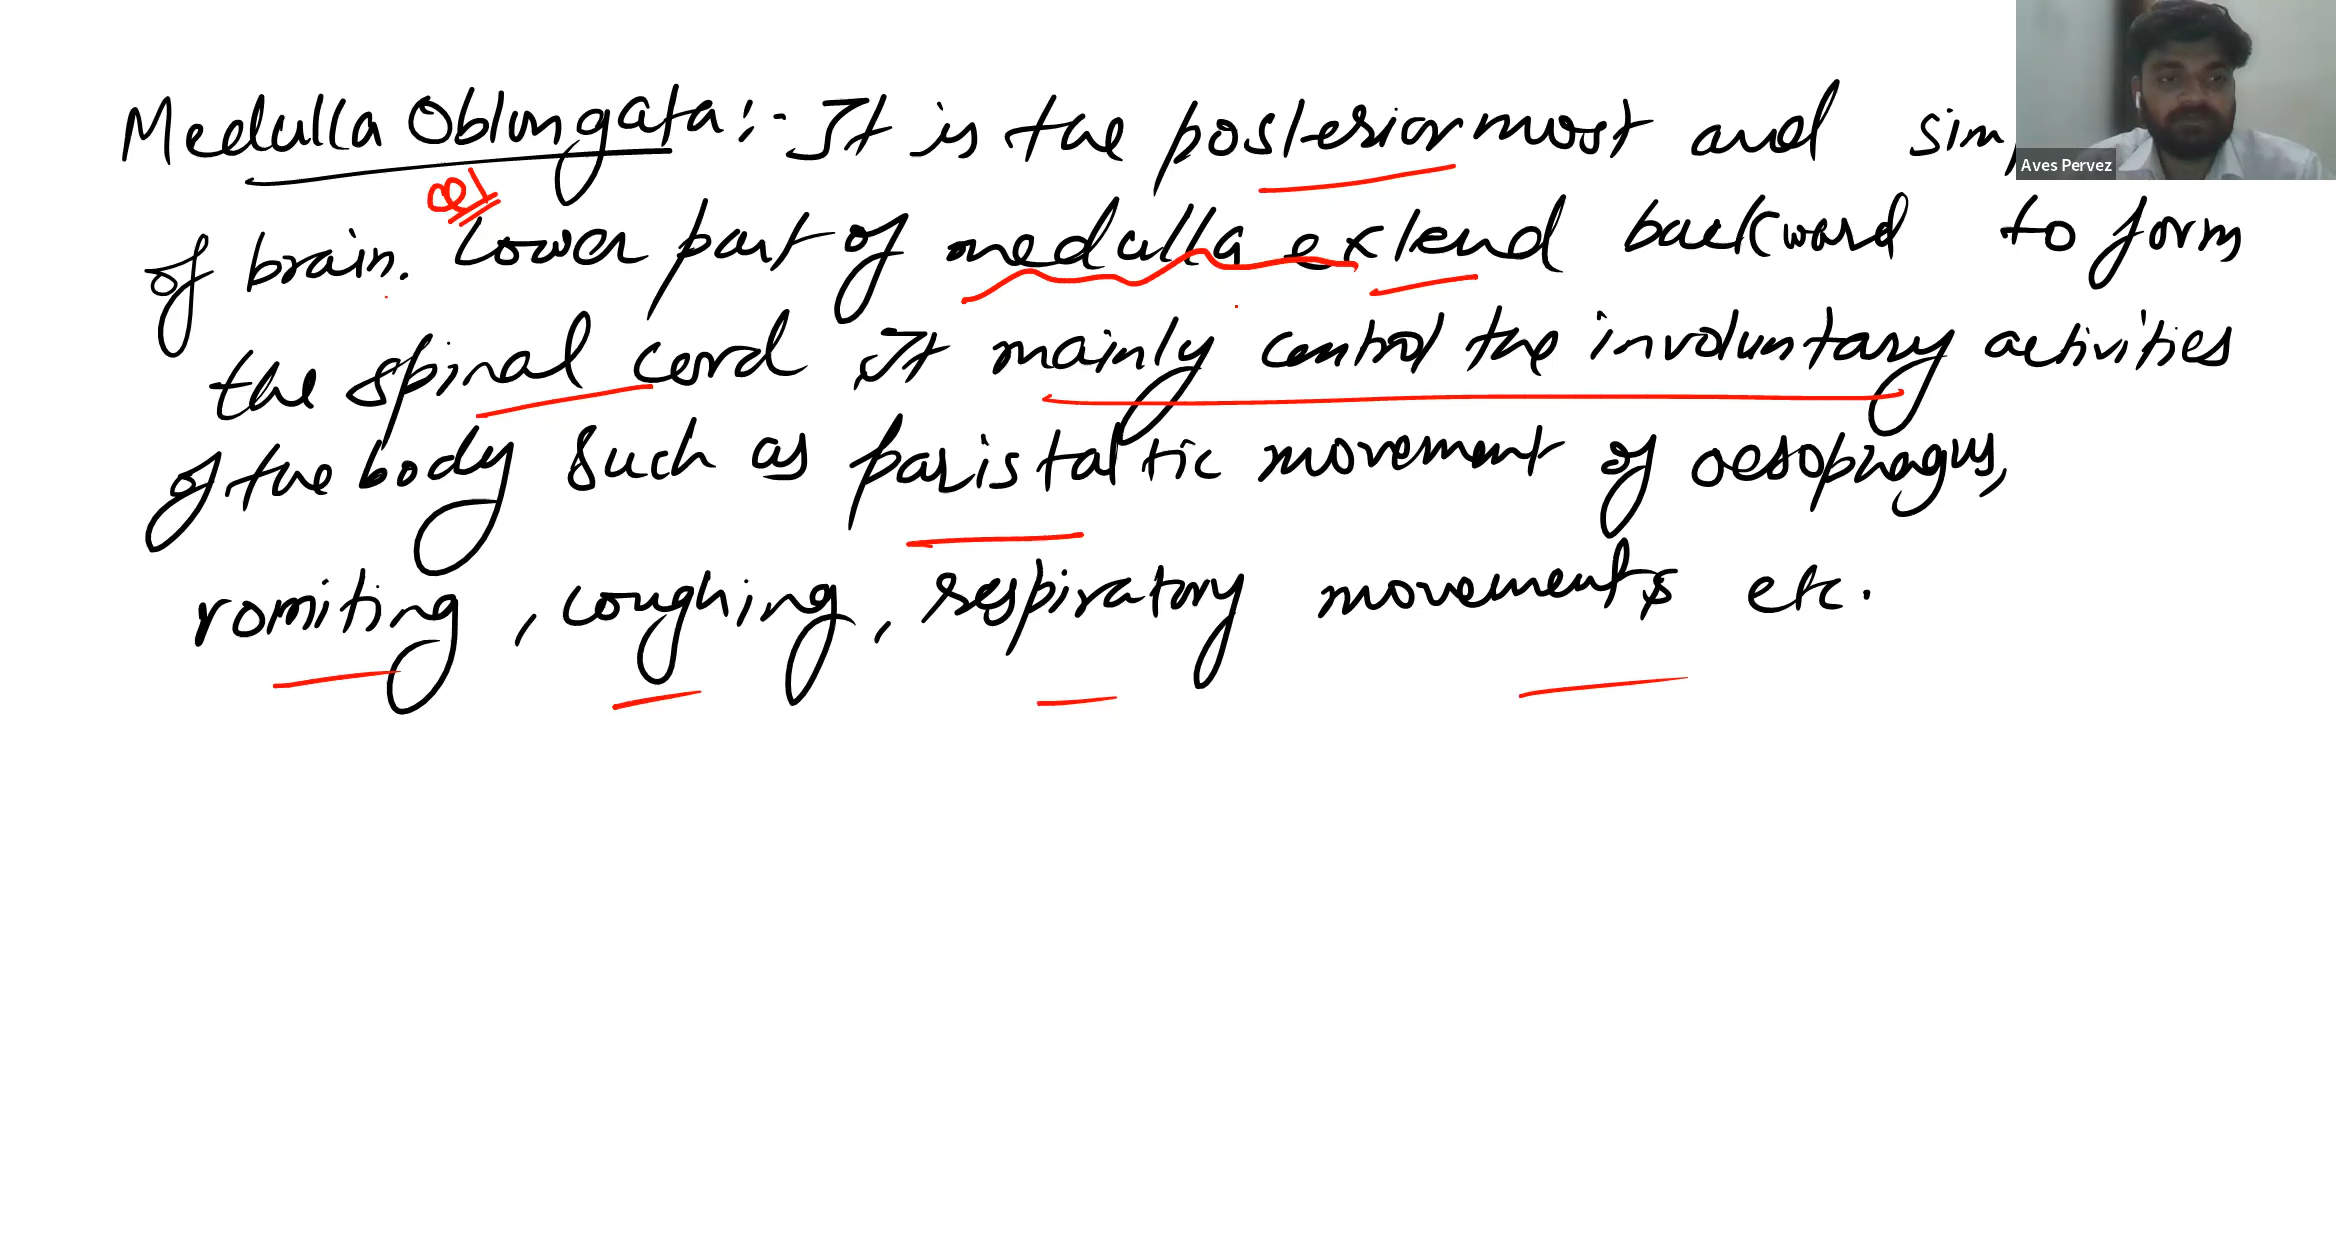 Medulla Oblongata:- It is the posterior most and sim
Aves Pervez
of brain. Lower part of medulla extend backward to form
the spinal cord. It mainly control the involuntary activities
of the body such as paristaltic movement of oesophagus,
vomiting, coughing, respiratory movements etc.